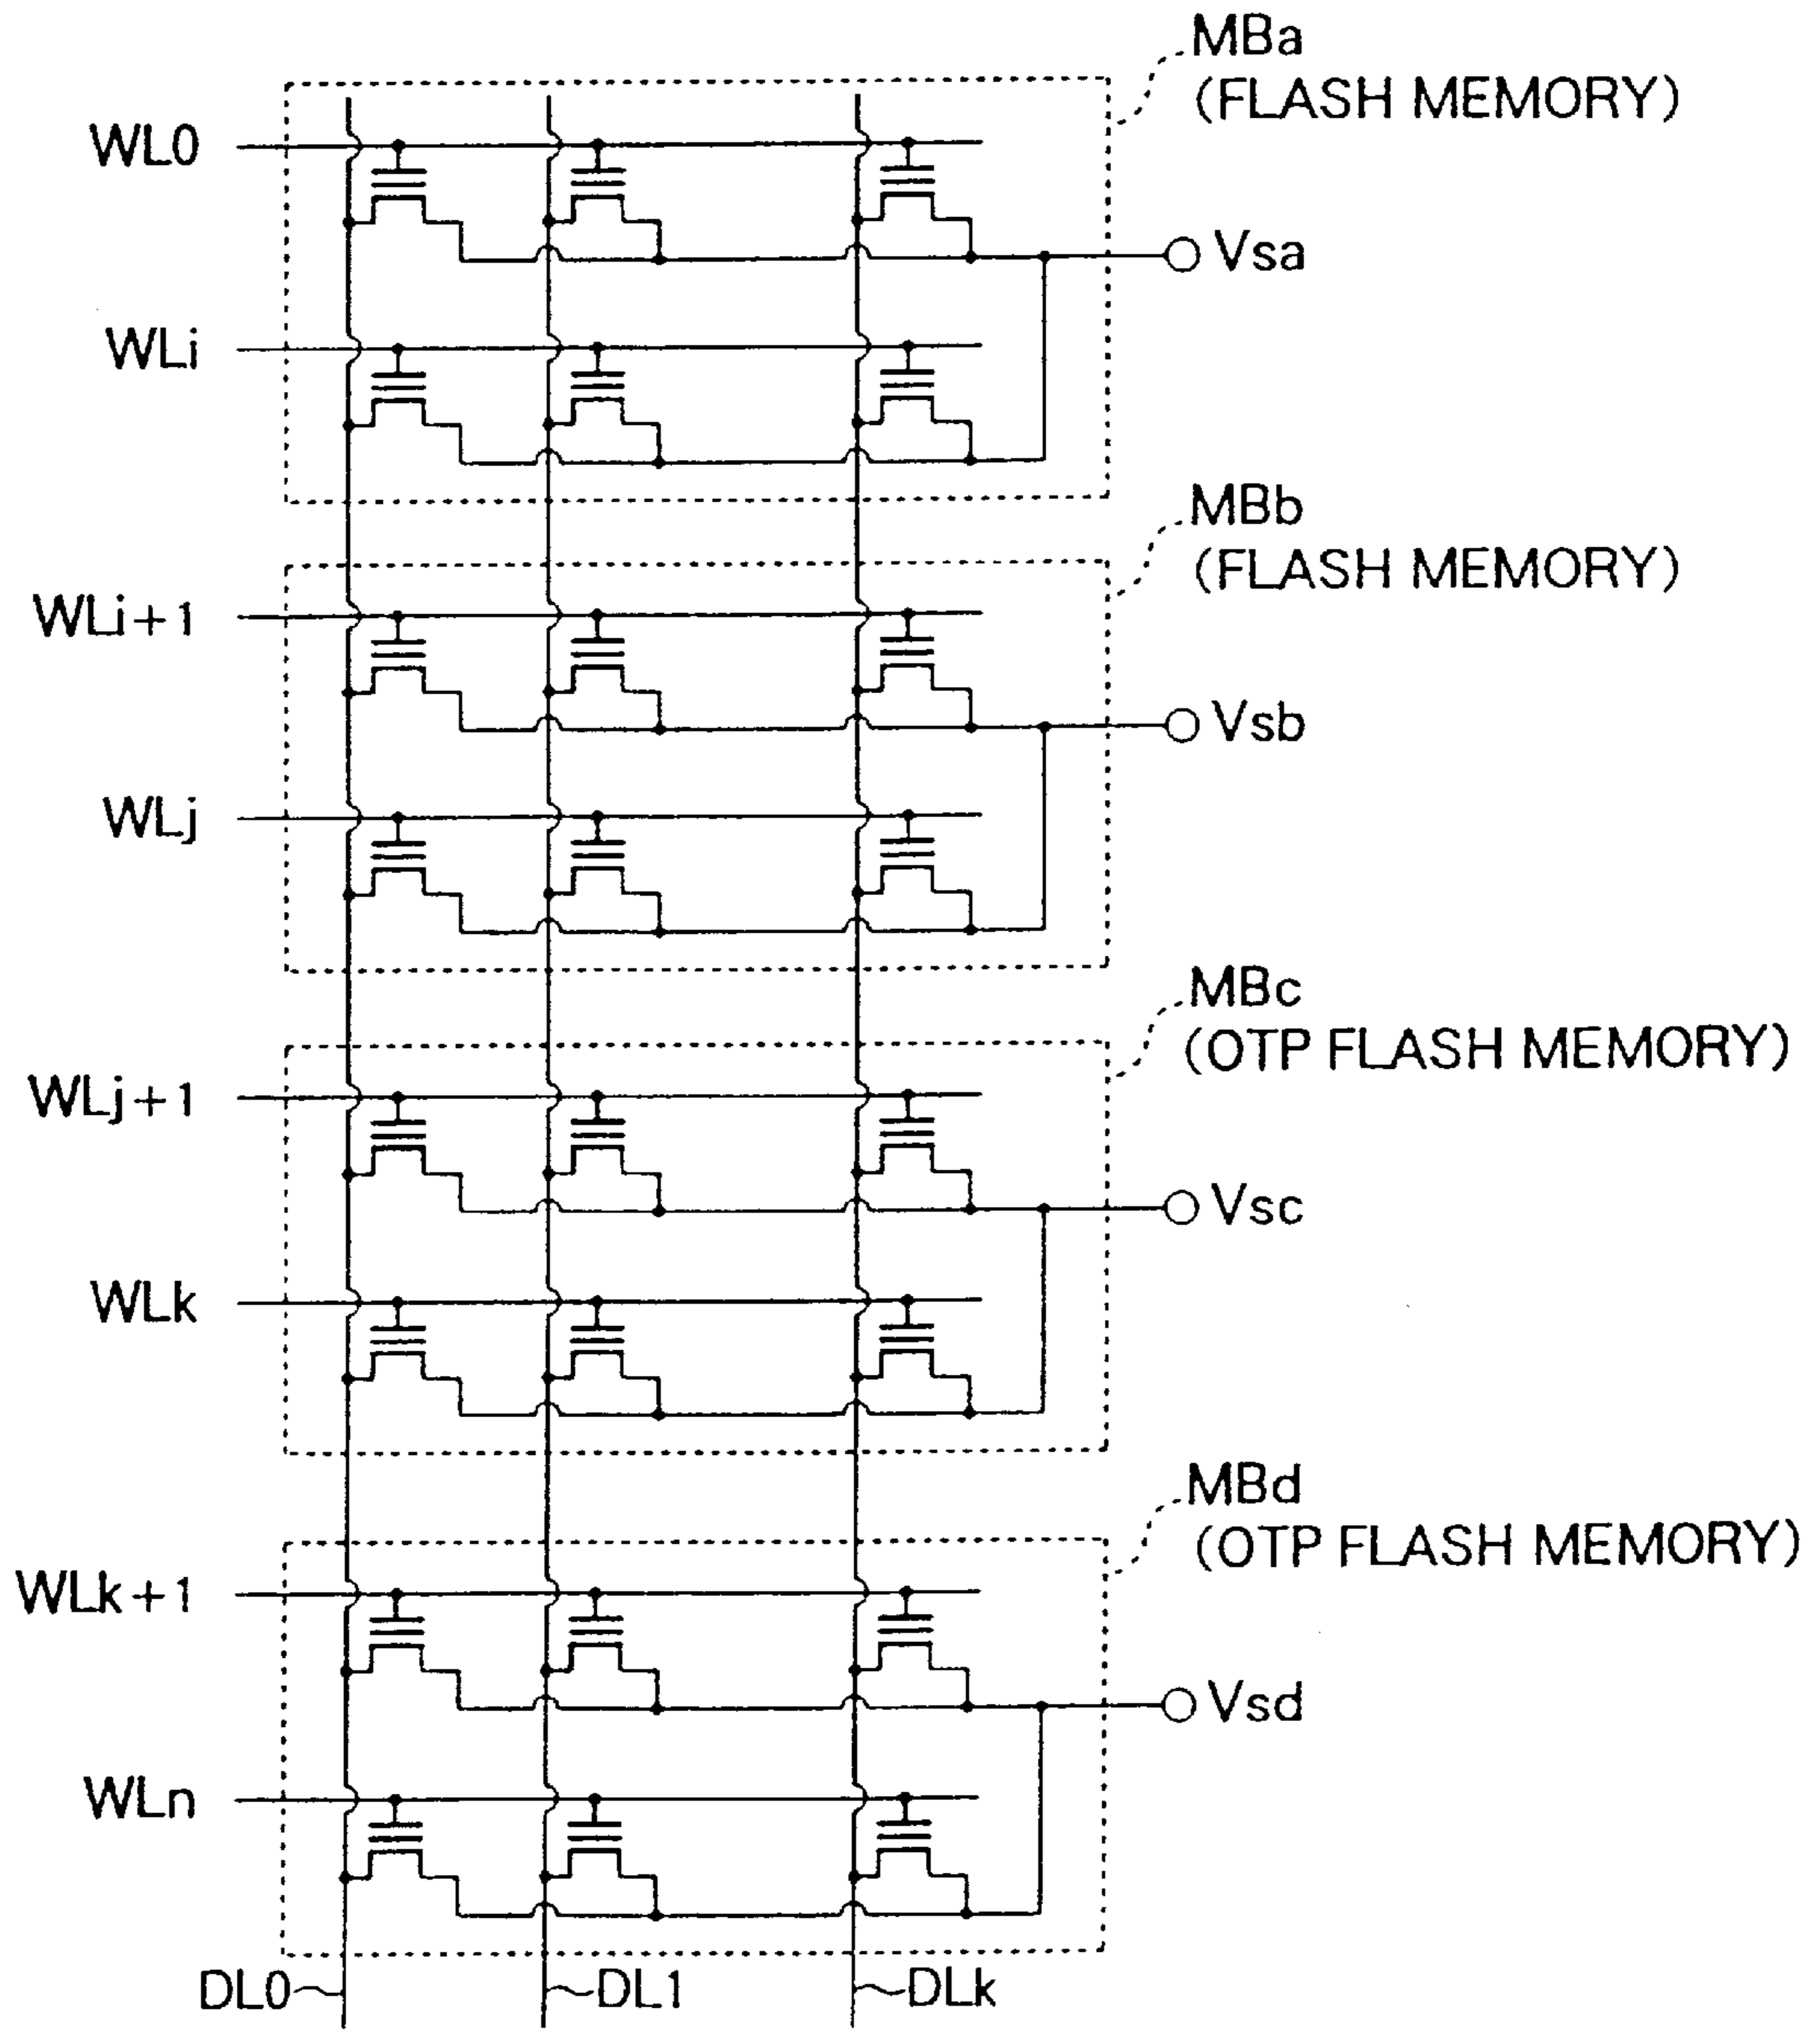 MBa
(FLASH MEMORY)
WL0
Vsa
WLi
MBb
(FLASH MEMORY)
WLi+1
Vsb
WLj
MBc
(OTP FLASH MEMORY)
WLj+1
Vsc
WLk
MBd
(OTP FLASH MEMORY)
WLk+1
Vsd
WLn
DL0
DL1
DLk